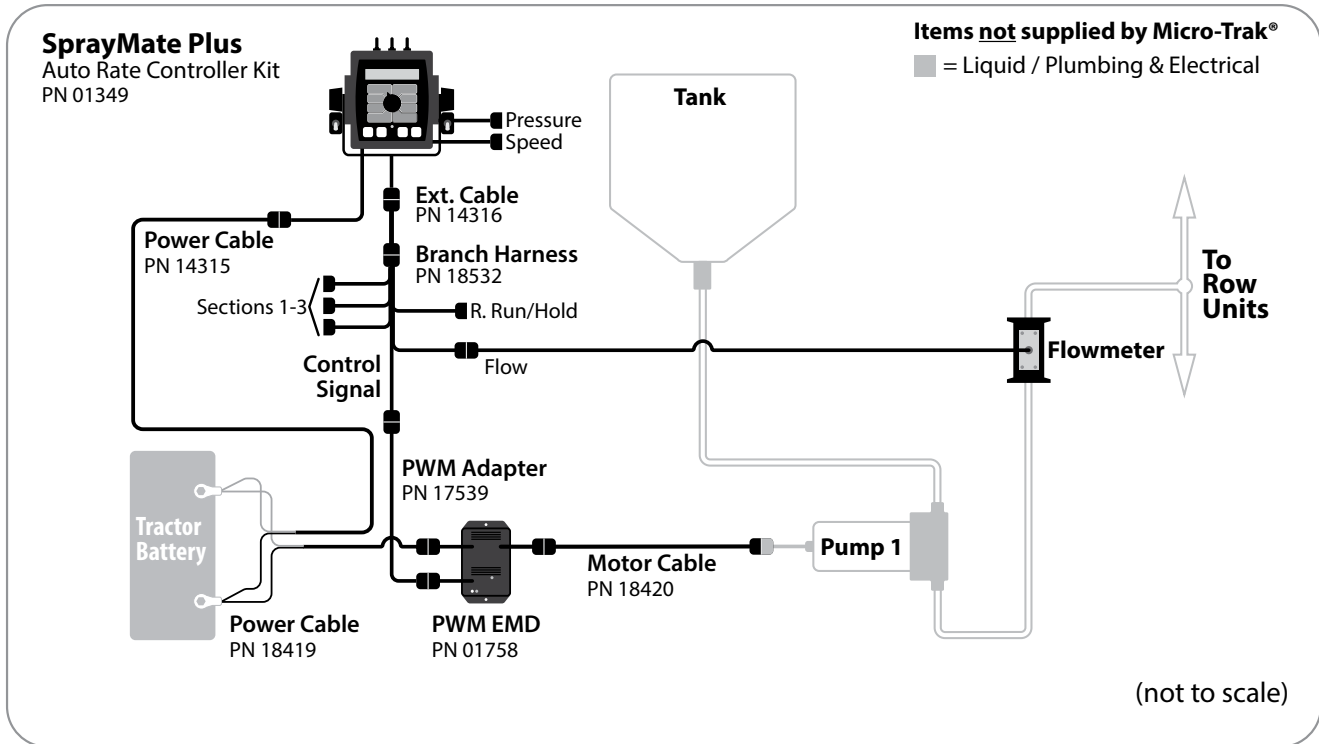 SprayMate Plus
Auto Rate Controller Kit
PN 01349
Items not supplied by Micro-Trak®
= Liquid / Plumbing & Electrical
Tank
Pressure
Speed
Ext. Cable
PN 14316
Power Cable
PN 14315
Branch Harness
PN 18532
Sections 1-3
R. Run/Hold
To
Row
Units
Control
Signal
Flow
Flowmeter
PWM Adapter
PN 17539
Tractor
Battery
Pump 1
Motor Cable
PN 18420
Power Cable
PN 18419
PWM EMD
PN 01758
(not to scale)